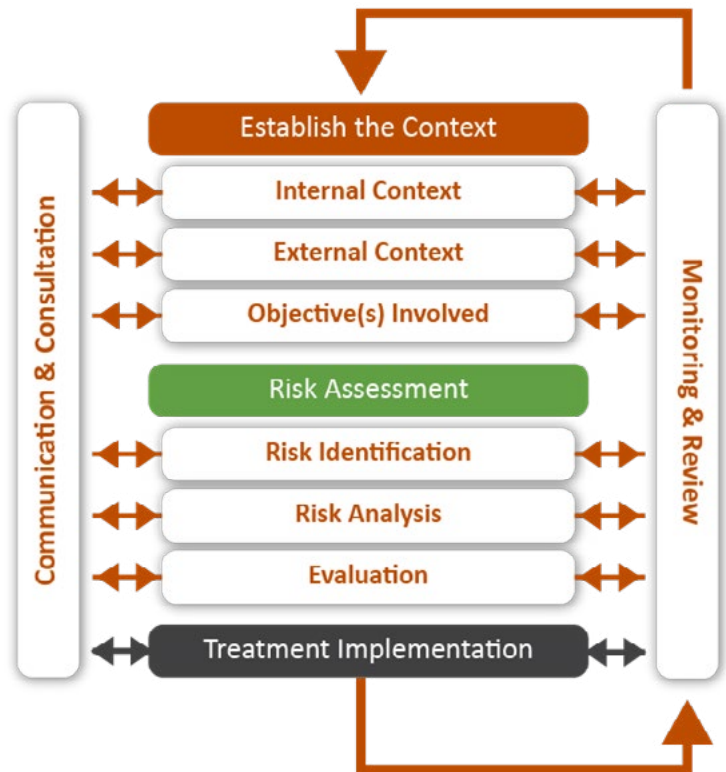 Establish the Context
Internal Context
External Context
Objective(s) Involved
Risk Assessment
Risk Identification
Risk Analysis
Evaluation
Treatment Implementation
Communication & Consultation
Monitoring & Review